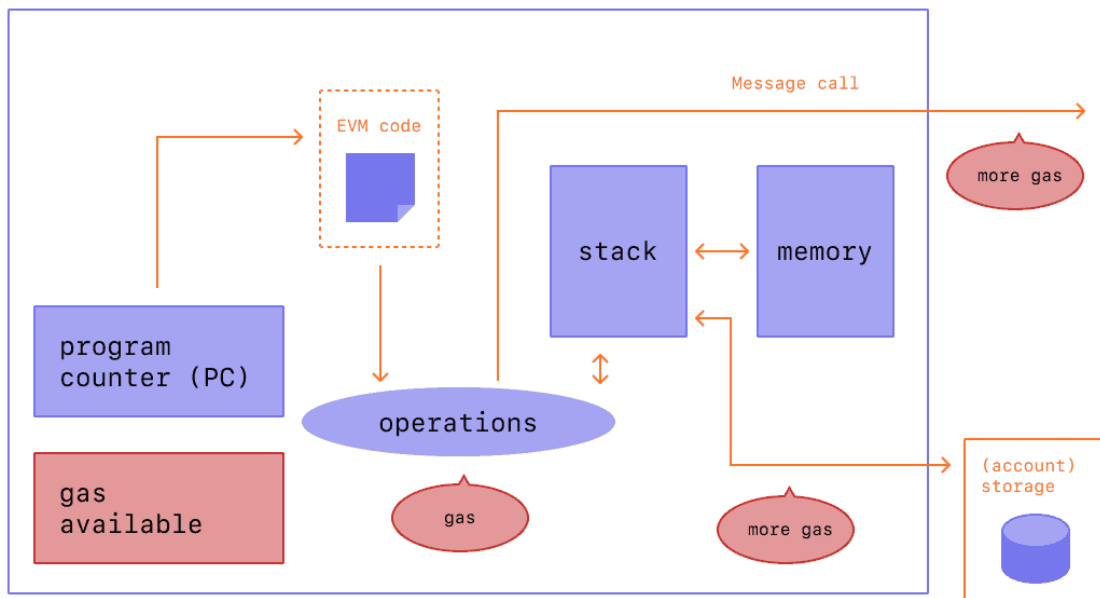 Message call
EVM code
more gas
stack
memory
program
counter (PC)
operations
gas
available
gas
more gas
(account)
storage